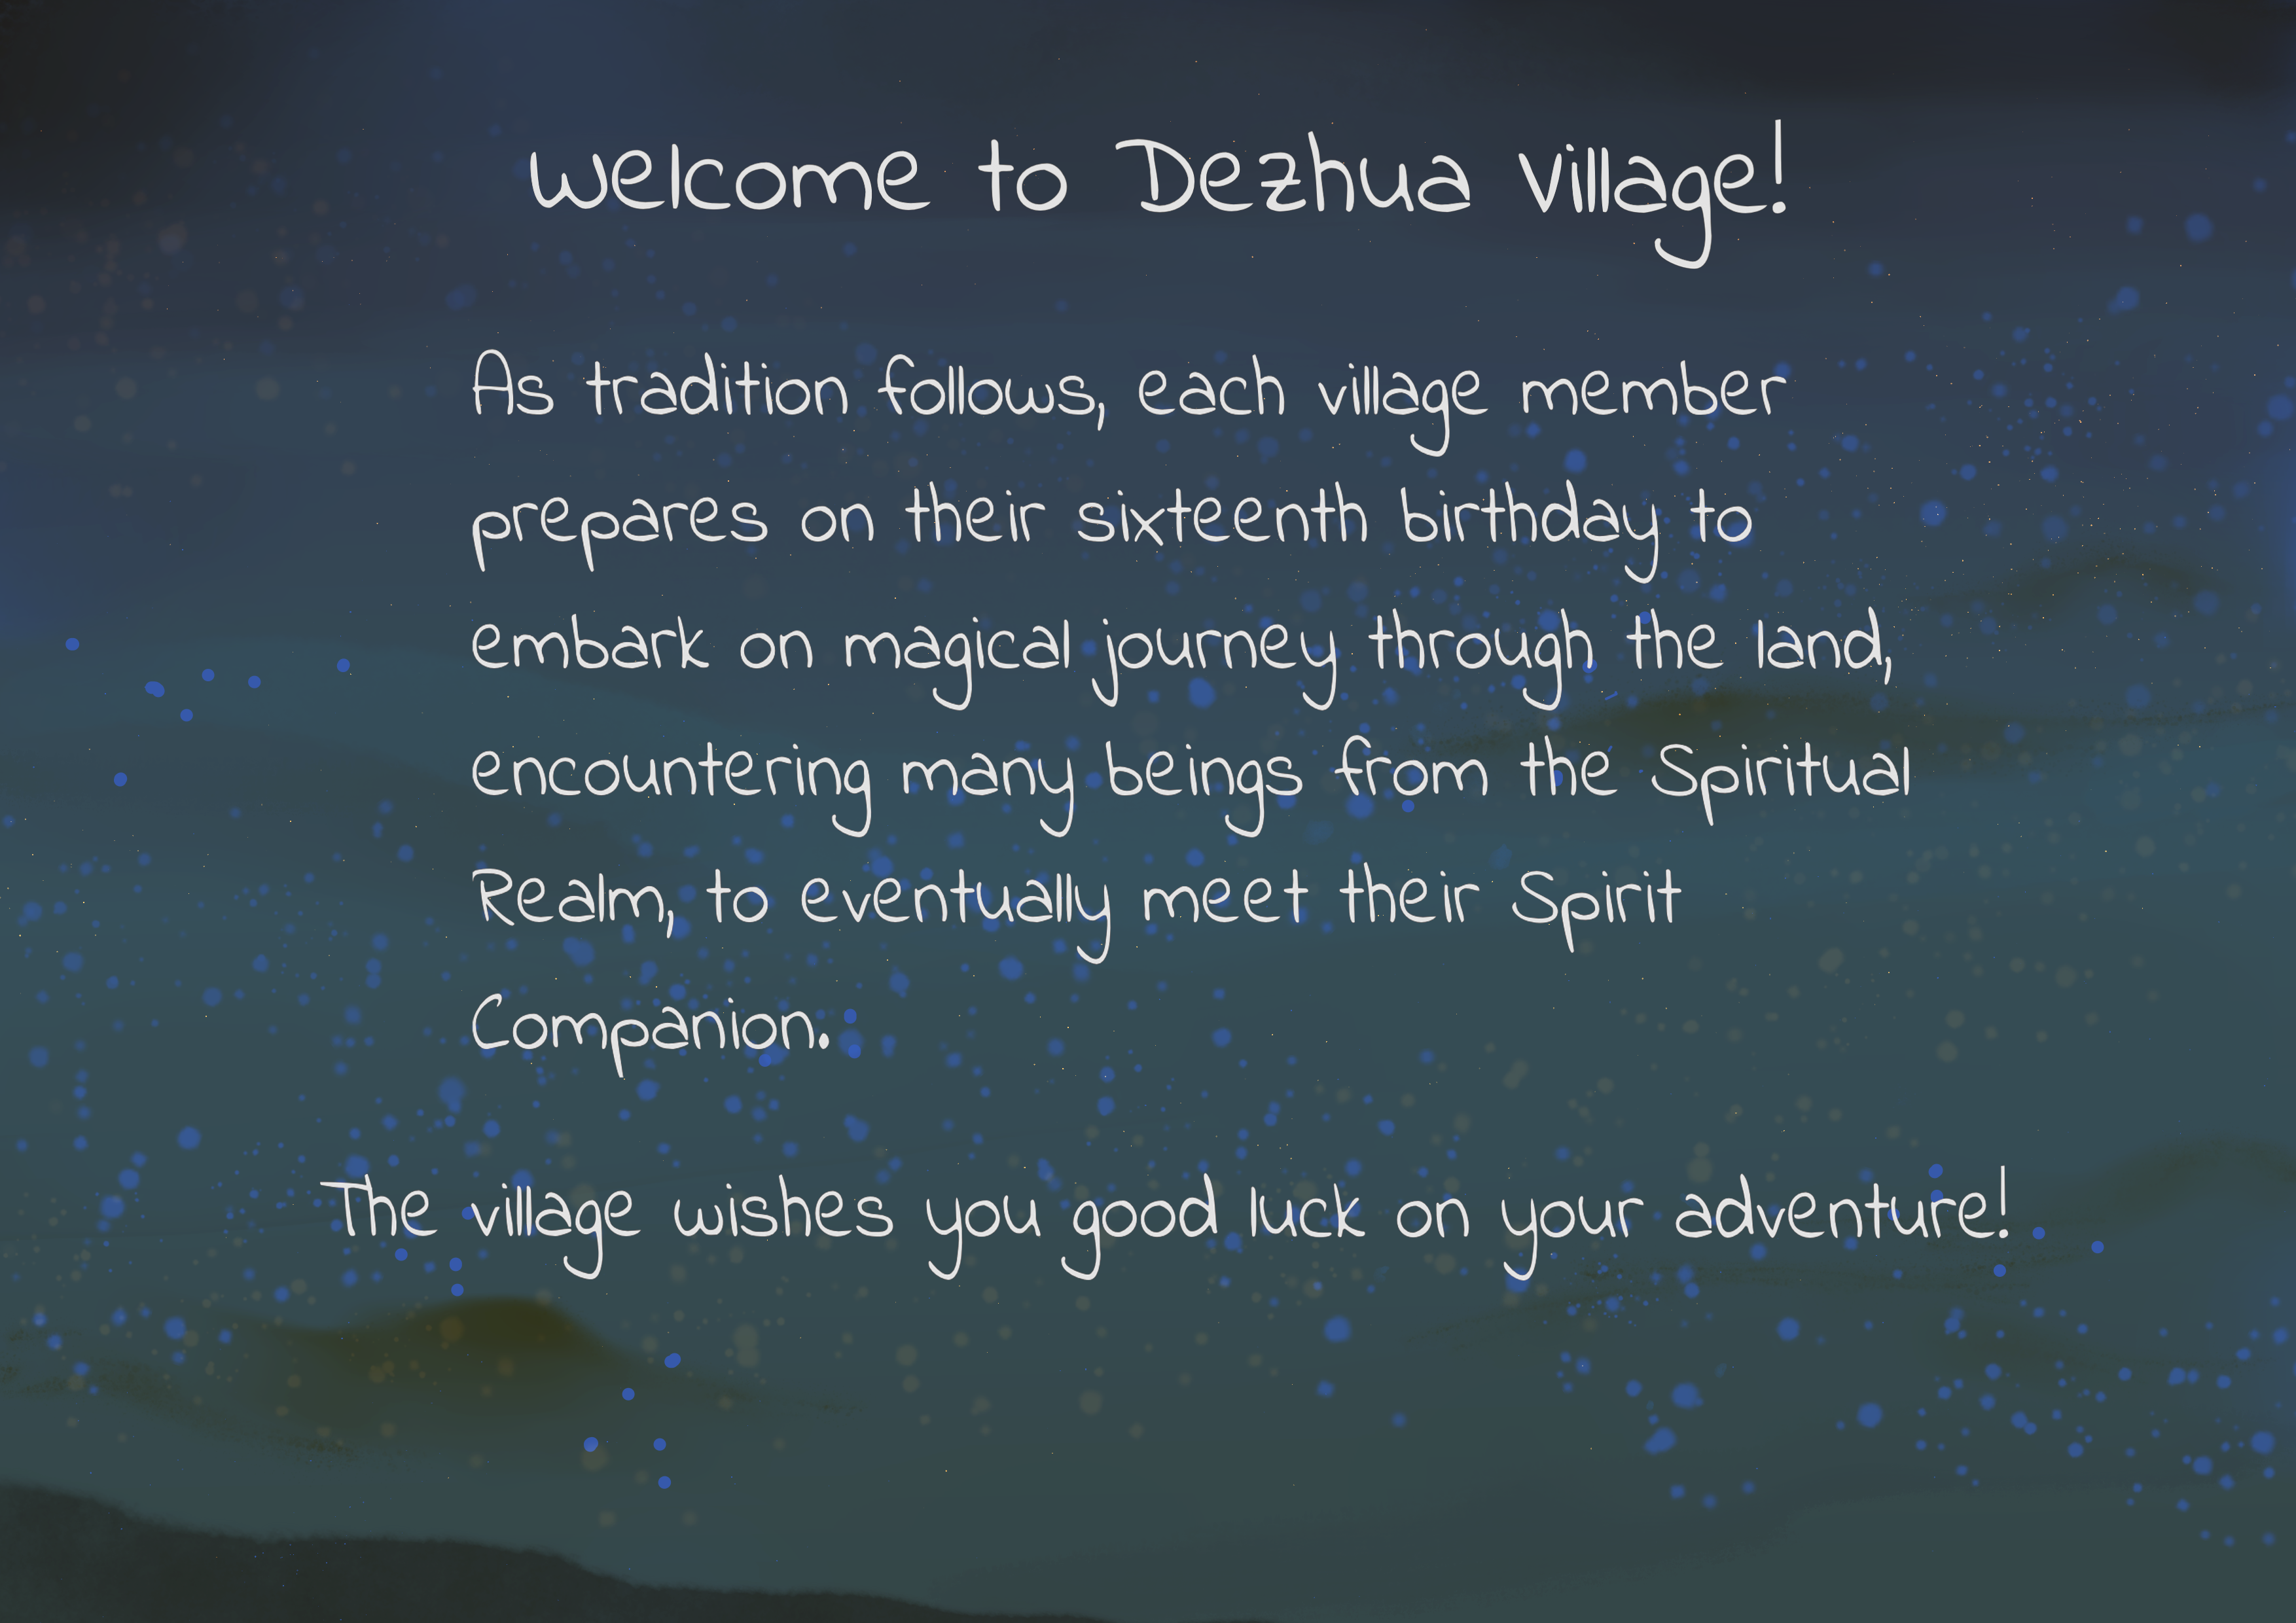 Welcome to Dezhua Village!
As tradition follows, each village member
prepares on their sixteenth birthday to
embark on magical journey through the land,
encountering many beings from the Spiritual
Realm, to eventually meet their Spirit
Companion.
The village wishes you good luck on your adventure!